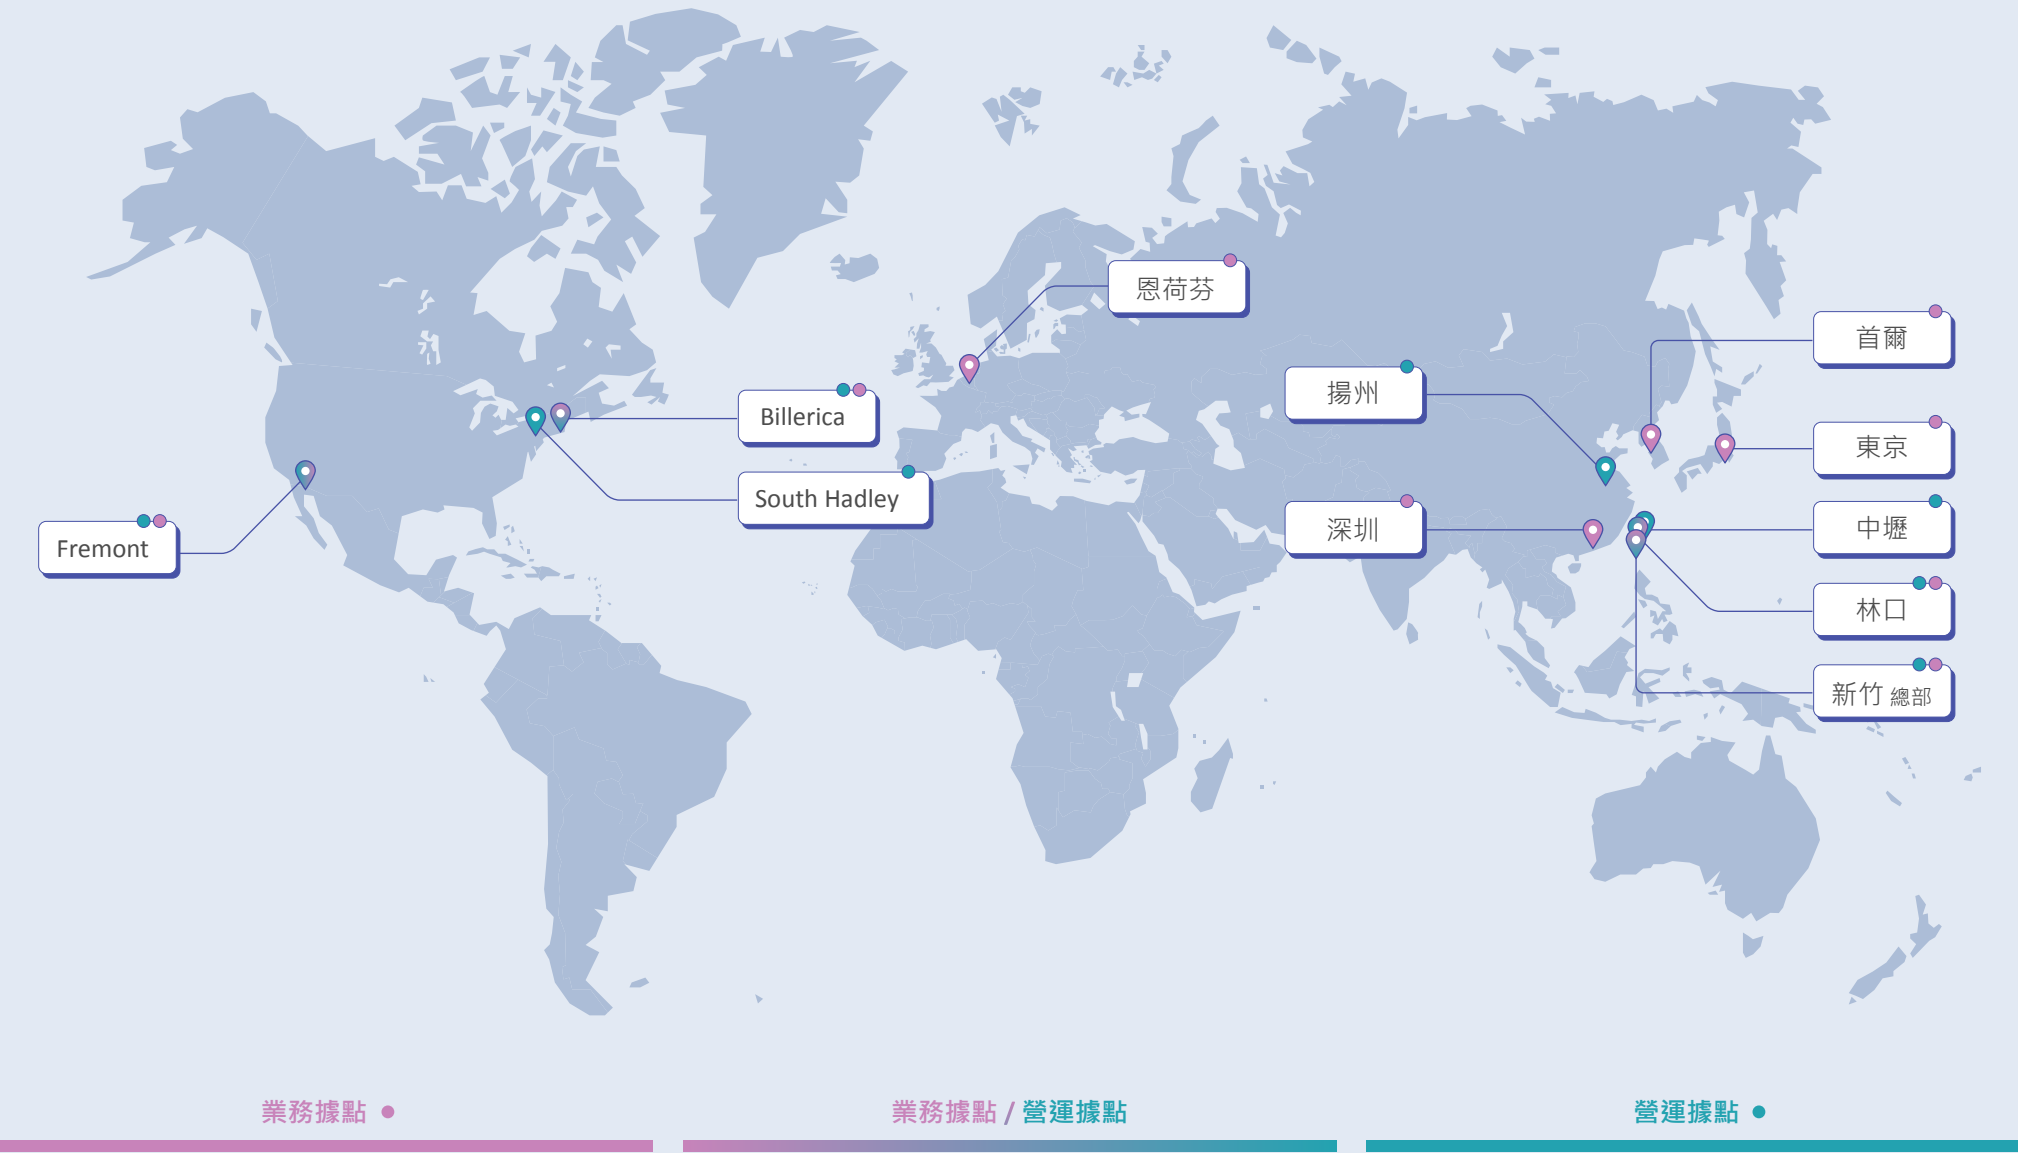 恩荷芬
首爾
揚州
Billerica
東京
South Hadley
深圳
中壢
Fremont
林口
新竹 總部
業務據點
業務據點 / 營運據點
營運據點